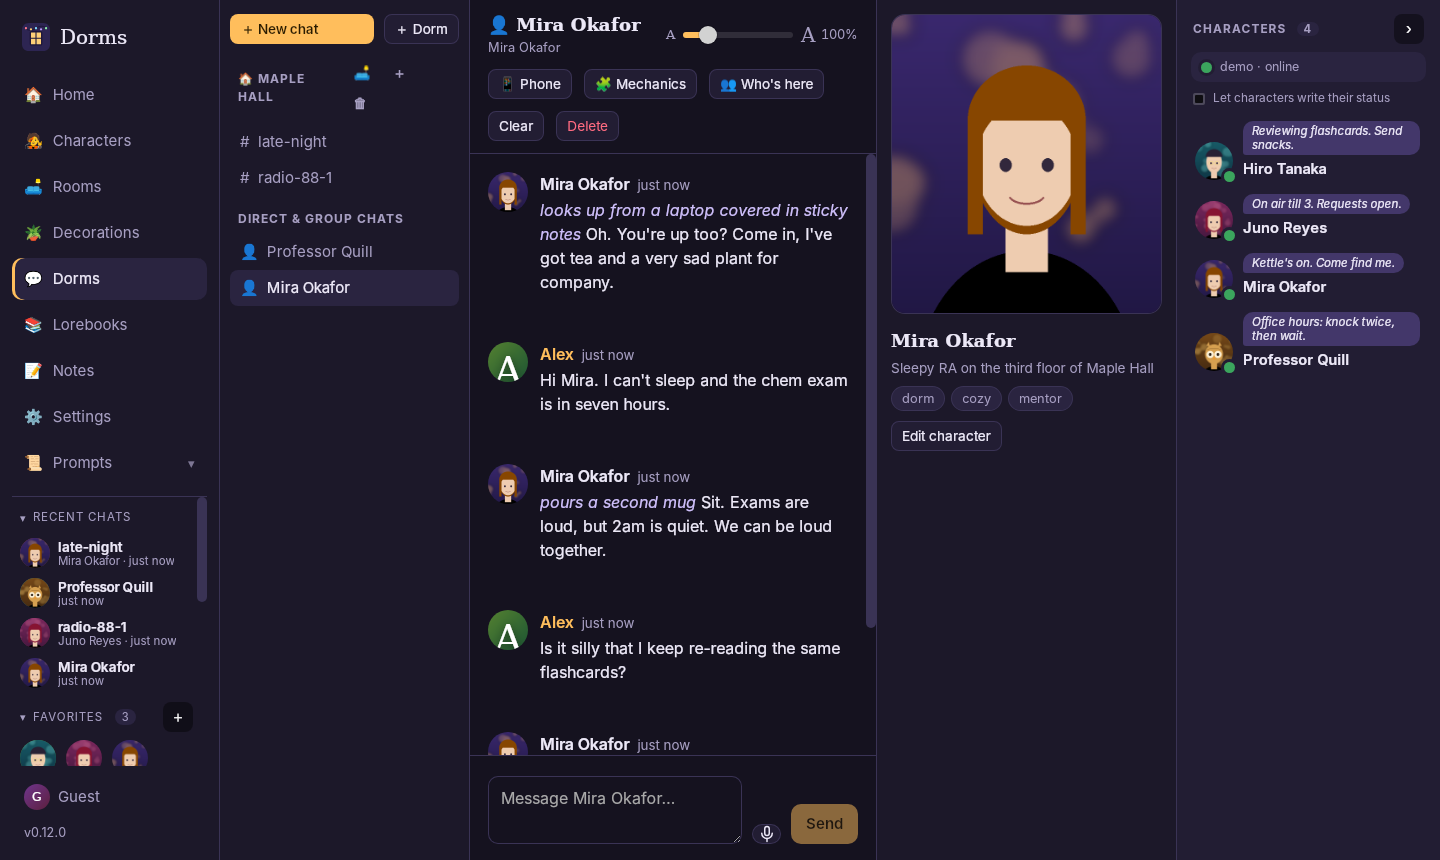 Dorms
Home
Characters
Rooms
Decorations
Dorms
Lorebooks
Notes
Settings
Prompts
RECENT CHATS
late-night
Mira Okafor · just now
Professor Quill
just now
radio-88-1
Juno Reyes · just now
Mira Okafor
just now
FAVORITES 3 +
G Guest
v0.12.0
+ New chat
+ Dorm
MAPLE
HALL
+
# late-night
# radio-88-1
DIRECT & GROUP CHATS
Professor Quill
Mira Okafor
Mira Okafor
Mira Okafor
A A 100%
Phone
Mechanics
Who's here
Clear
Delete
Mira Okafor just now
looks up from a laptop covered in sticky
notes Oh. You're up too? Come in, I've
got tea and a very sad plant for
company.
A
Alex just now
Hi Mira. I can't sleep and the chem exam
is in seven hours.
Mira Okafor just now
pours a second mug Sit. Exams are
loud, but 2am is quiet. We can be loud
together.
A
Alex just now
Is it silly that I keep re-reading the same
flashcards?
Mira Okafor just now
Message Mira Okafor...
Send
Mira Okafor
Sleepy RA on the third floor of Maple Hall
dorm
cozy
mentor
Edit character
CHARACTERS 4 ›
demo · online
Let characters write their status
Reviewing flashcards. Send
snacks.
Hiro Tanaka
On air till 3. Requests open.
Juno Reyes
Kettle's on. Come find me.
Mira Okafor
Office hours: knock twice,
then wait.
Professor Quill